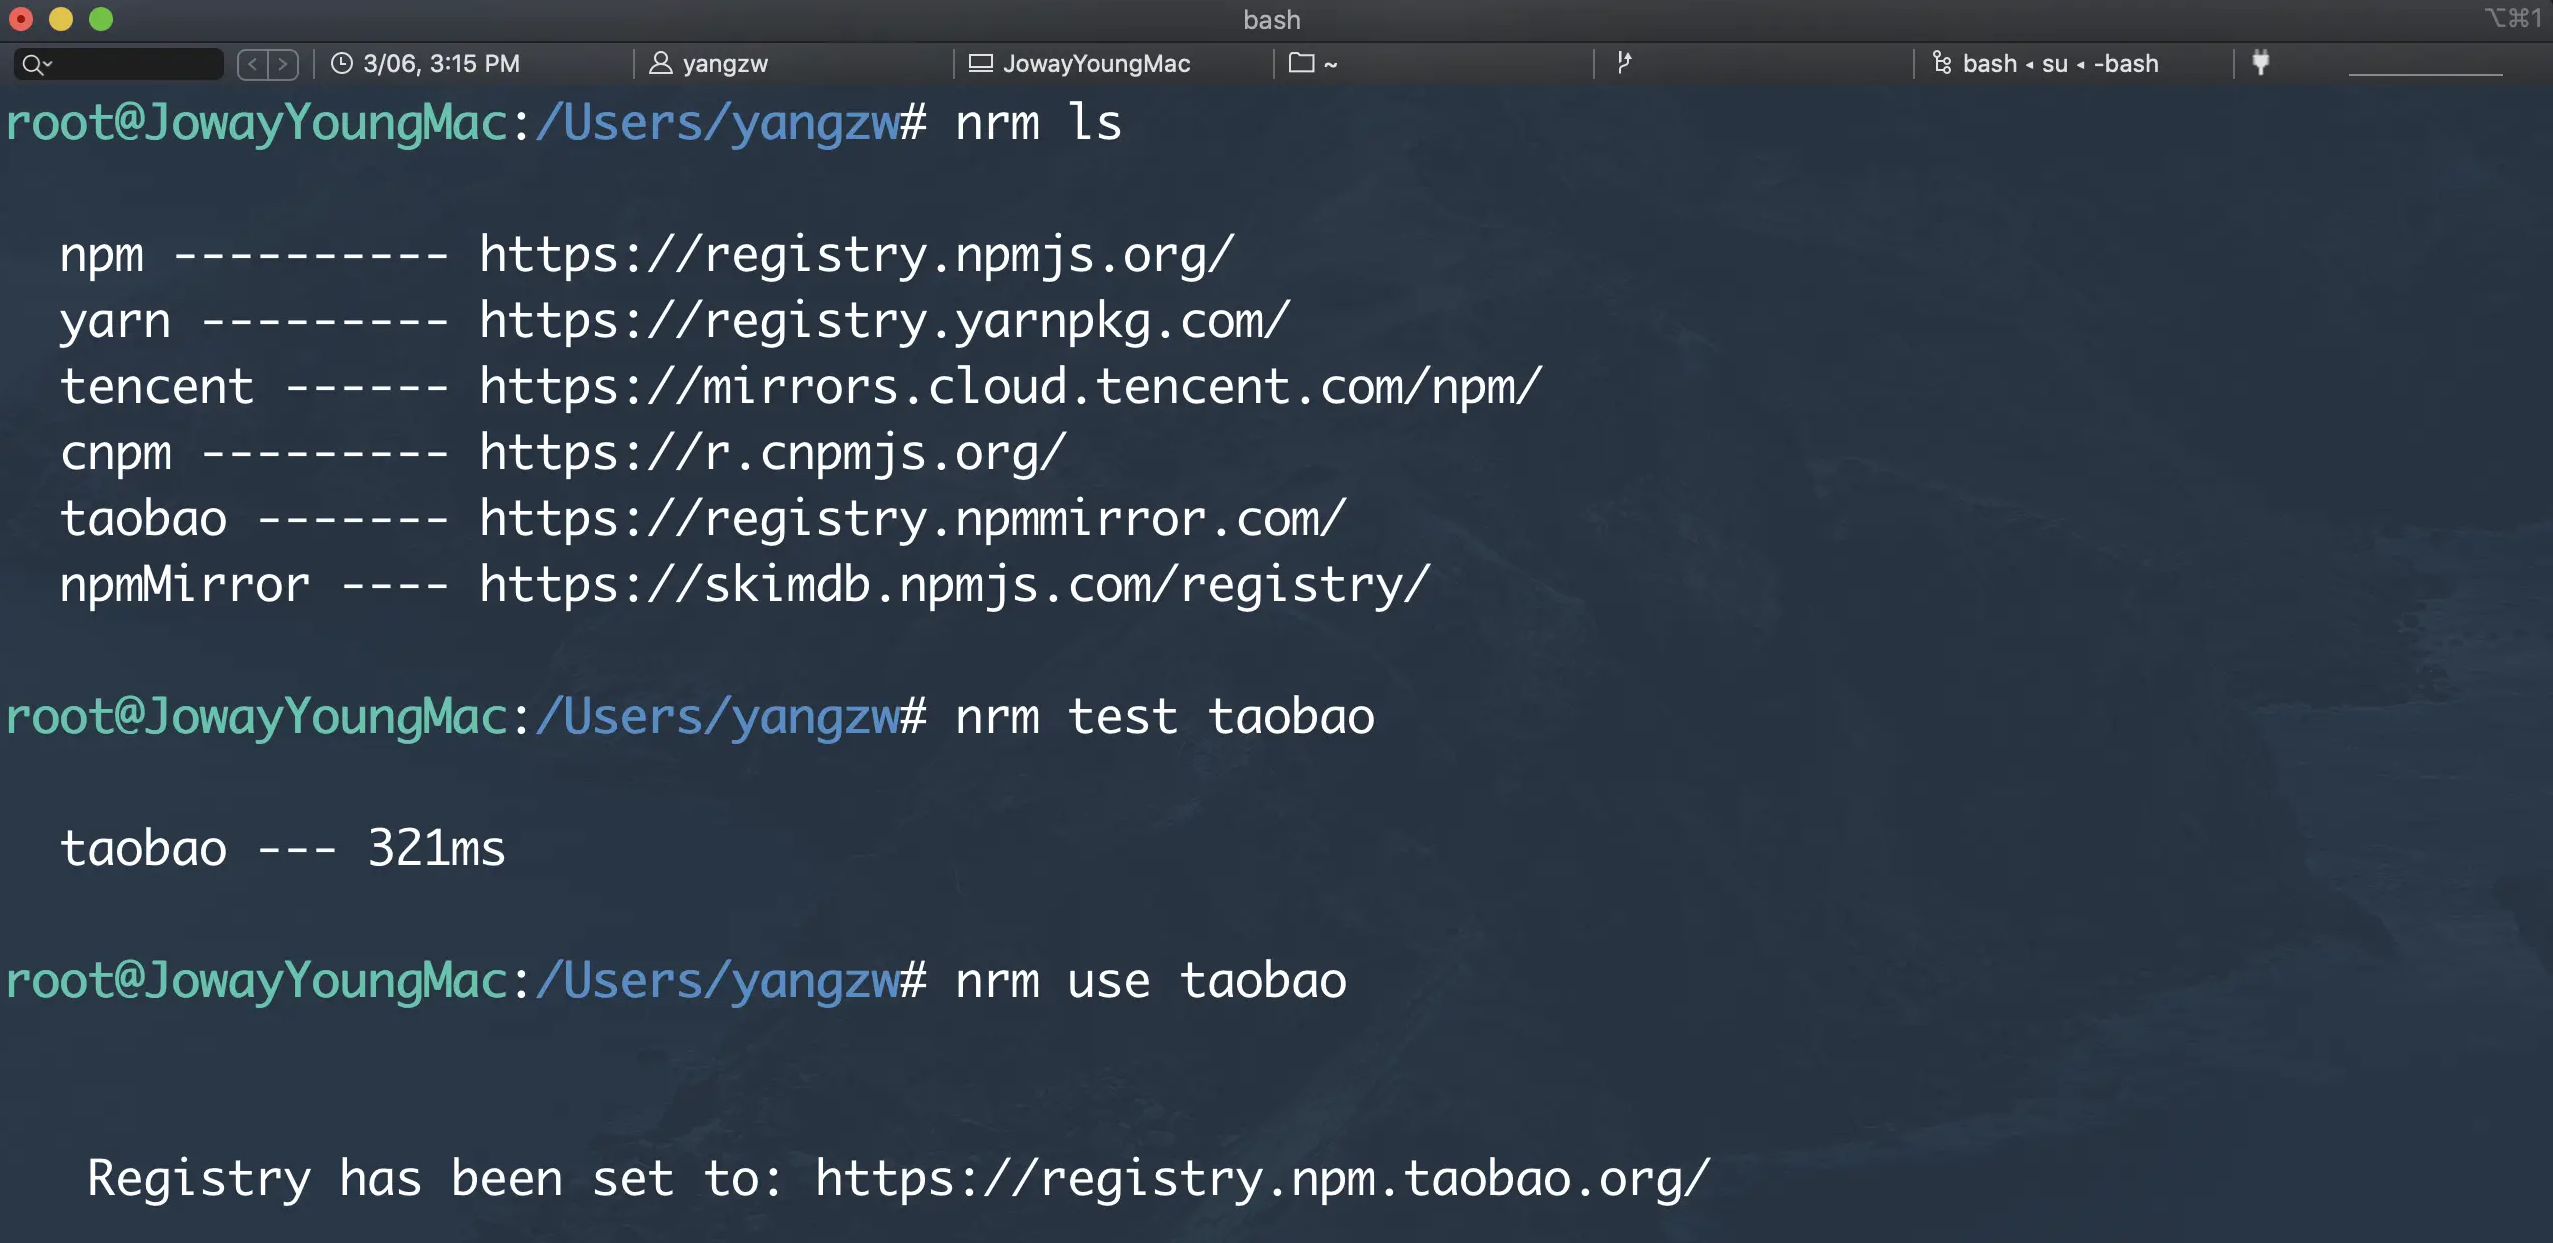 bash
⌥⌘1
3/06, 3:15 PM yangzw JowayYoungMac ~ bash ◂ su ◂ -bash
root@JowayYoungMac:/Users/yangzw# nrm ls
npm ---------- https://registry.npmjs.org/
yarn --------- https://registry.yarnpkg.com/
tencent ------ https://mirrors.cloud.tencent.com/npm/
cnpm --------- https://r.cnpmjs.org/
taobao ------- https://registry.npmmirror.com/
npmMirror ---- https://skimdb.npmjs.com/registry/
root@JowayYoungMac:/Users/yangzw# nrm test taobao
taobao --- 321ms
root@JowayYoungMac:/Users/yangzw# nrm use taobao
Registry has been set to: https://registry.npm.taobao.org/